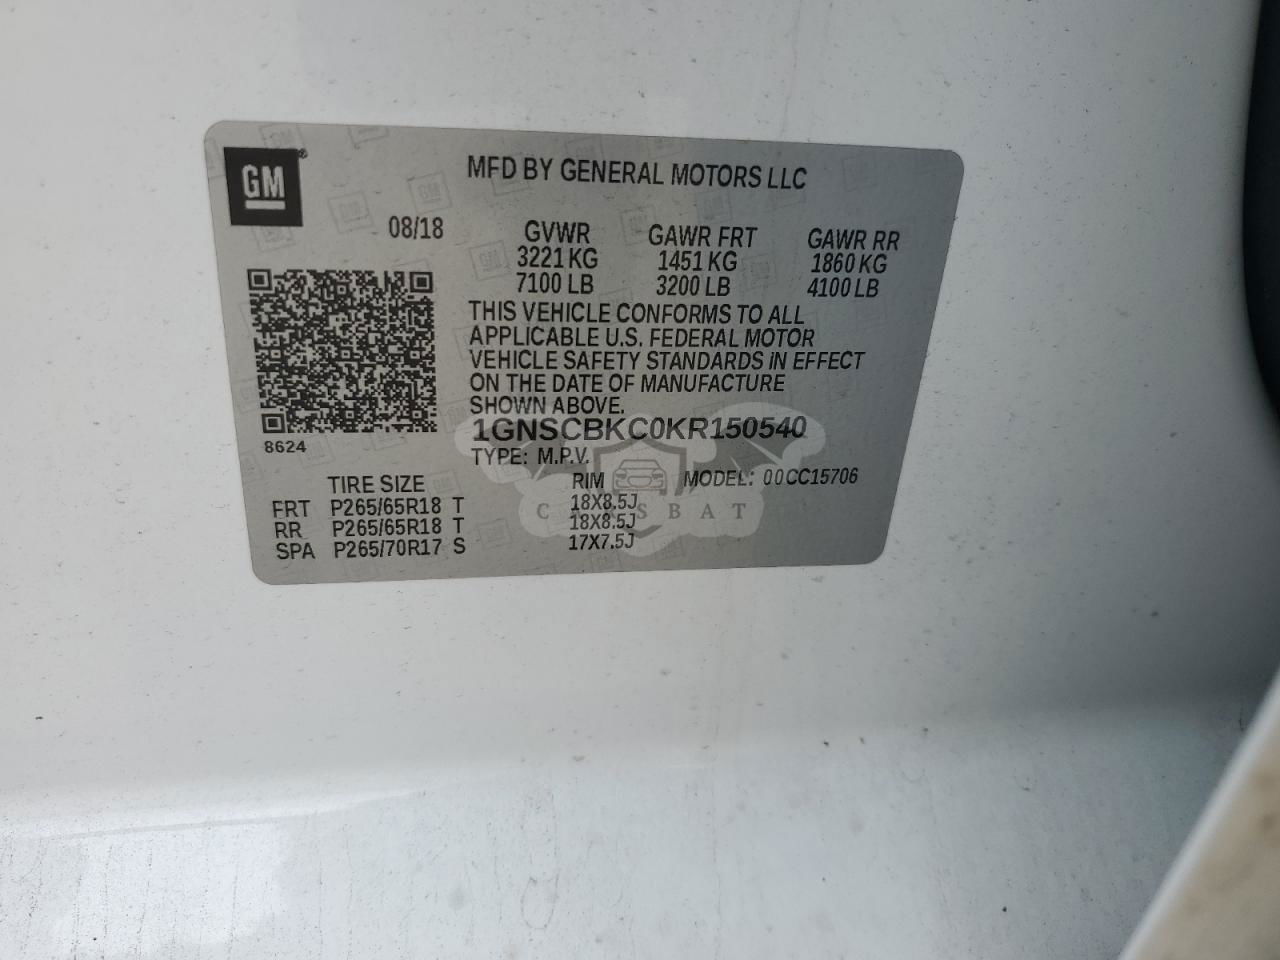 GM
MFD BY GENERAL MOTORS LLC
08/18
GVWR GAWR FRT GAWR RR
3221 KG 1451 KG 1860 KG
7100 LB 3200 LB 4100 LB
THIS VEHICLE CONFORMS TO ALL
APPLICABLE U.S. FEDERAL MOTOR
VEHICLE SAFETY STANDARDS IN EFFECT
ON THE DATE OF MANUFACTURE
SHOWN ABOVE.
8624
1GNSCBKC0KR150540
TYPE: M.P.V. MODEL: 00CC15706
TIRE SIZE RIM
FRT P265/65R18 T 18X8.5J
RR P265/65R18 T 18X8.5J
SPA P265/70R17 S 17X7.5J